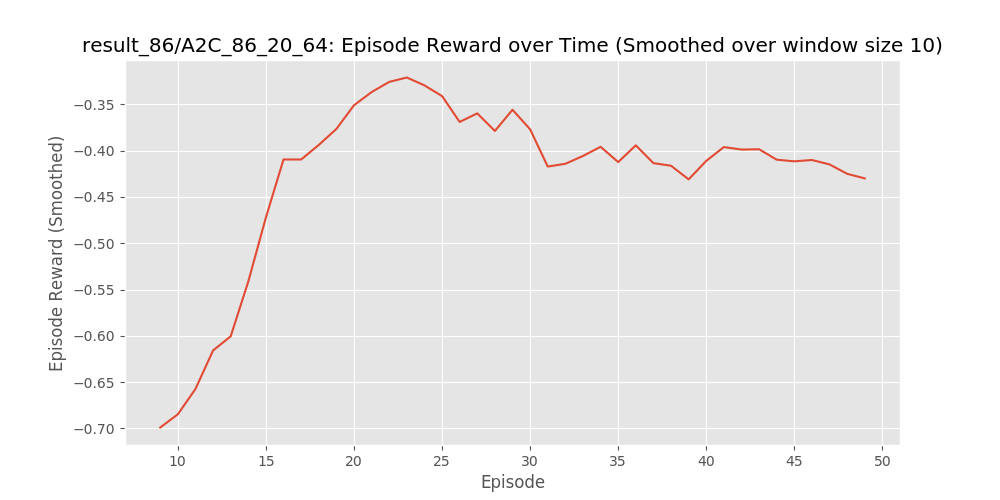 result_86/A2C_86_20_64: Episode Reward over Time (Smoothed over window size 10)
Episode Reward (Smoothed)
−0.35
−0.40
−0.45
−0.50
−0.55
−0.60
−0.65
−0.70
10 15 20 25 30 35 40 45 50
Episode